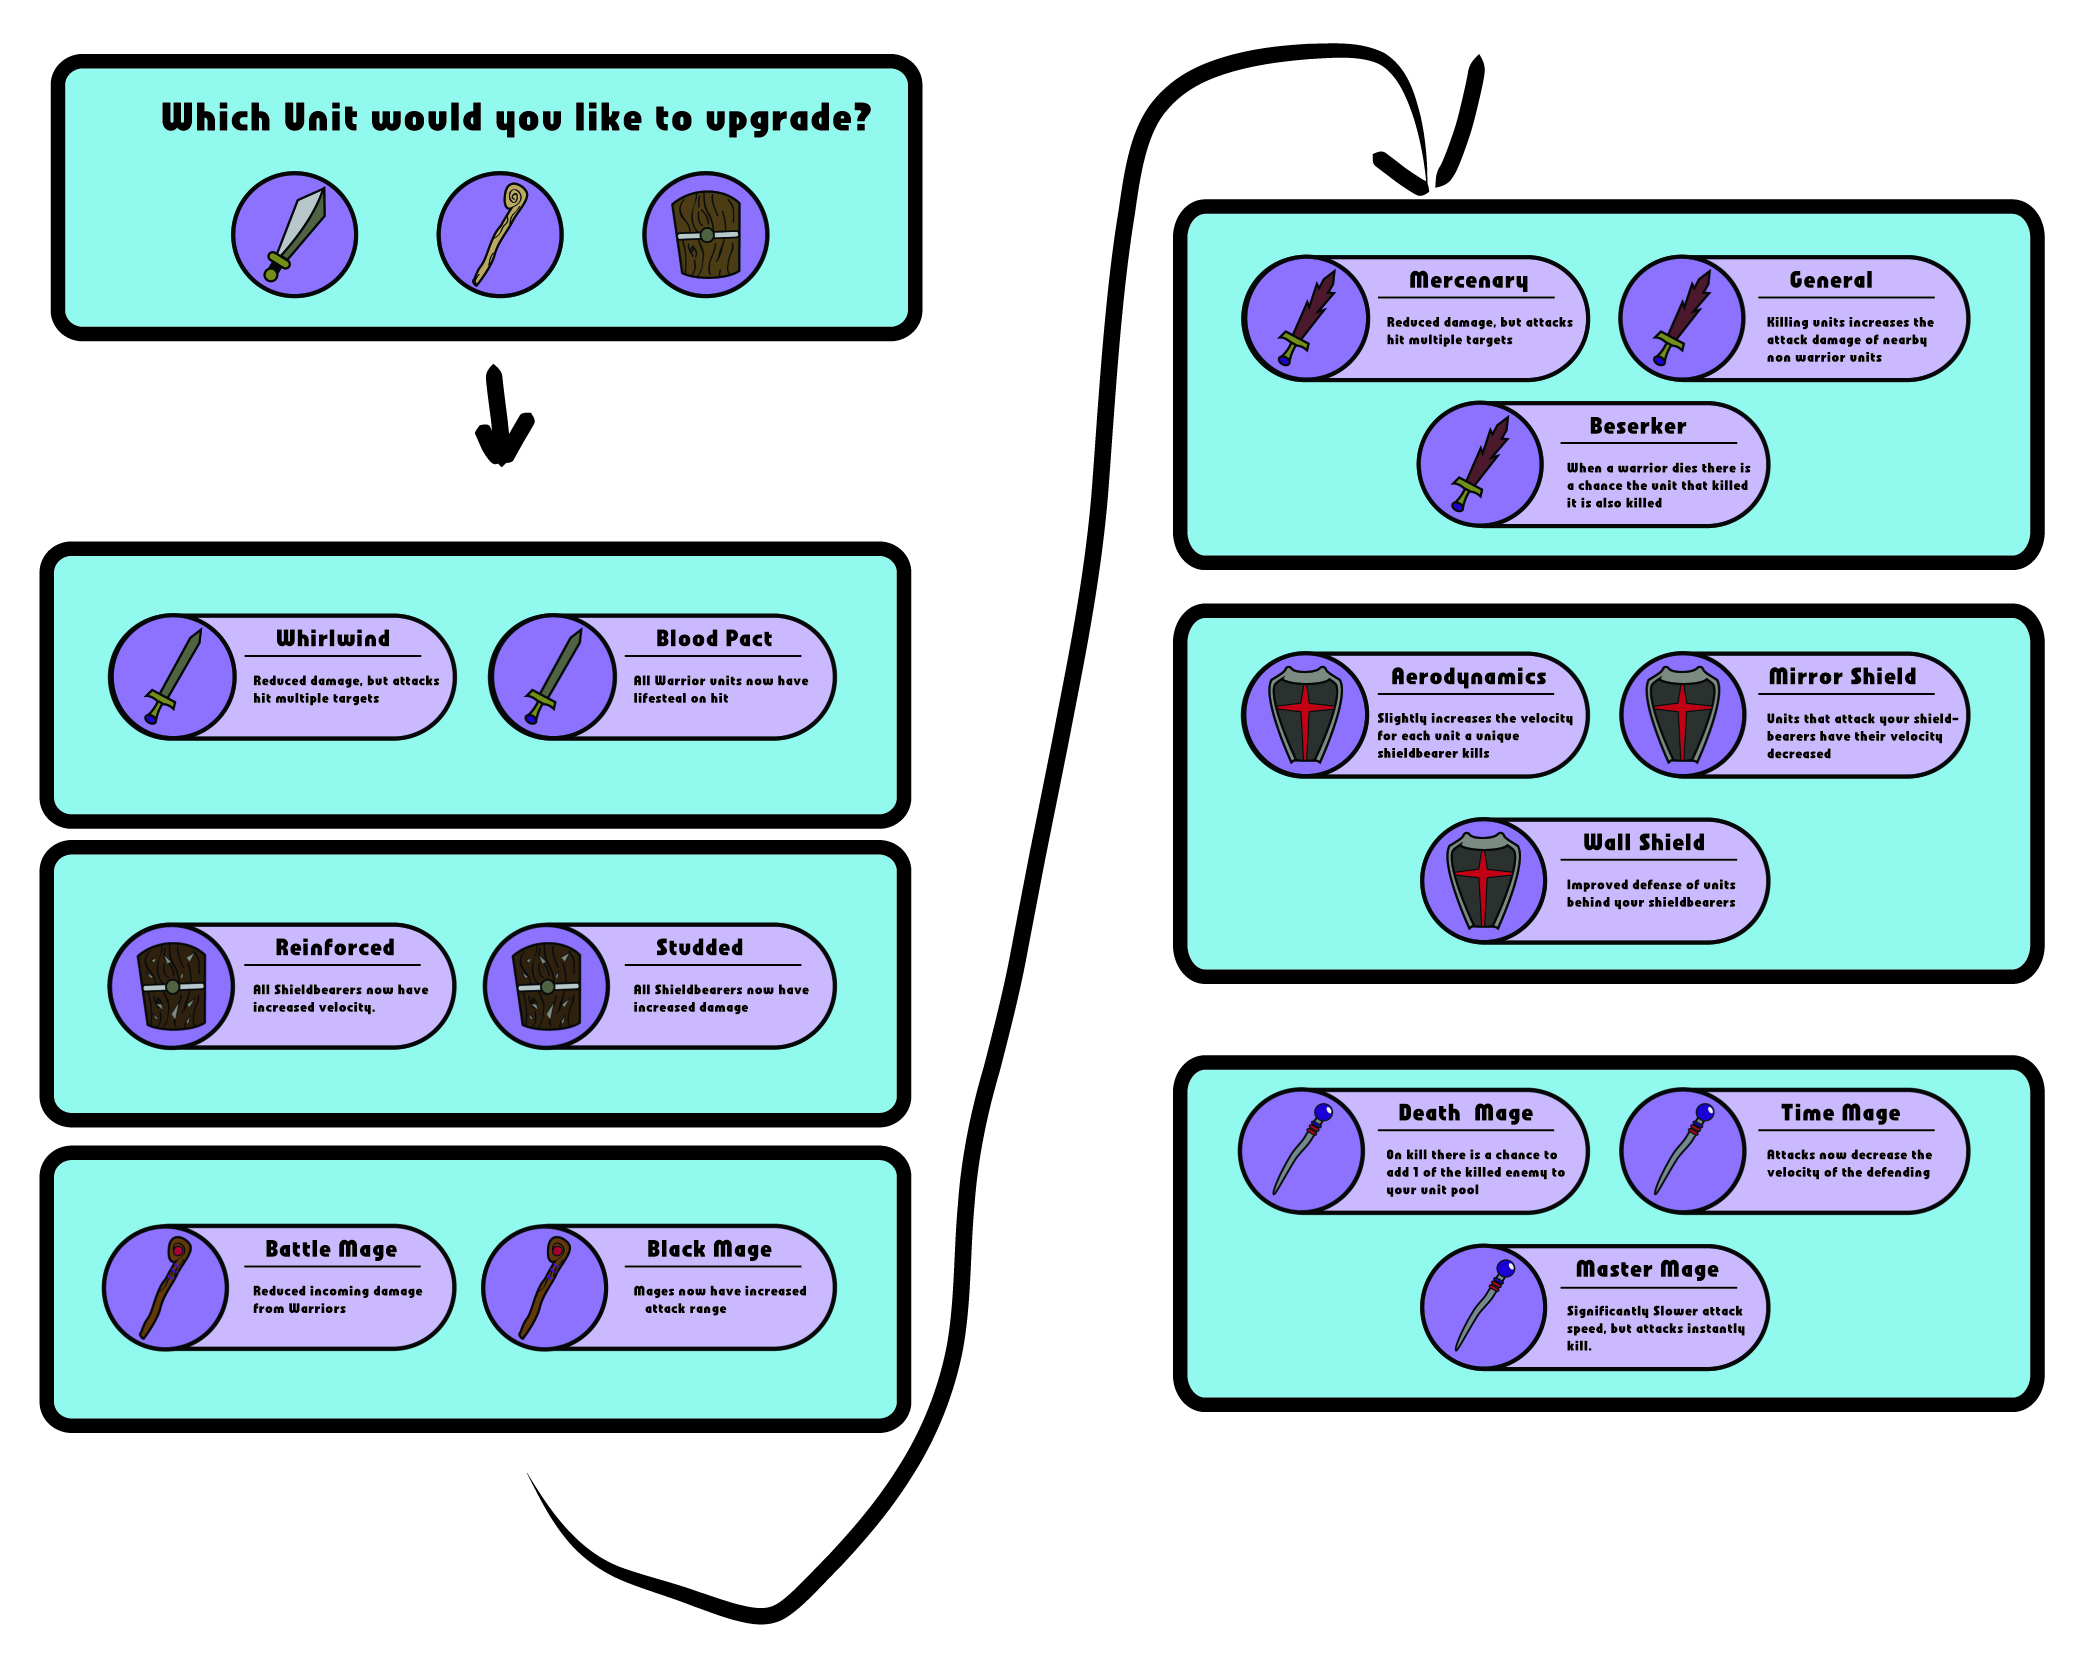 Which Unit would you like to upgrade?
Whirlwind
Reduced damage, but attacks
hit multiple targets
Blood Pact
All Warrior units now have
lifesteal on hit
Reinforced
All Shieldbearers now have
increased velocity.
Studded
All Shieldbearers now have
increased damage
Battle Mage
Reduced incoming damage
from Warriors
Black Mage
Mages now have increased
attack range
Mercenary
Reduced damage, but attacks
hit multiple targets
General
Killing units increases the
attack damage of nearby
non warrior units
Beserker
When a warrior dies there is
a chance the unit that killed
it is also killed
Aerodynamics
Slightly increases the velocity
for each unit a unique
shieldbearer kills
Mirror Shield
Units that attack your shield-
bearers have their velocity
decreased
Wall Shield
Improved defense of units
behind your shieldbearers
Death Mage
On kill there is a chance to
add 1 of the killed enemy to
your unit pool
Time Mage
Attacks now decrease the
velocity of the defending
Master Mage
Significantly Slower attack
speed, but attacks instantly
kill.